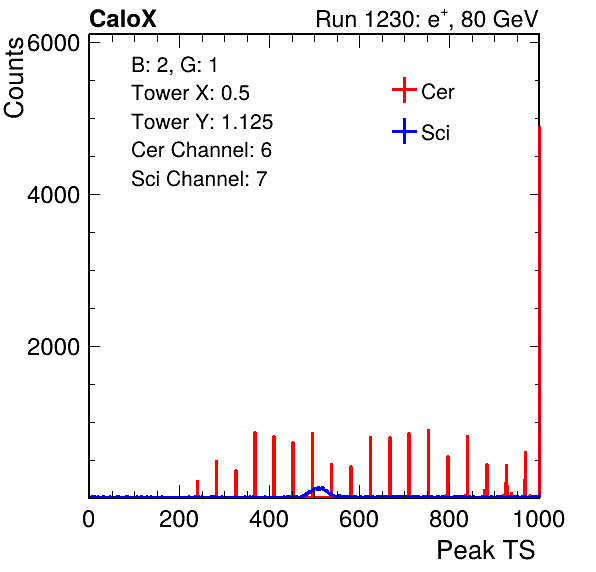 CaloX Run 1230: e+, 80 GeV
Counts
6000
4000
2000
B: 2, G: 1
Tower X: 0.5
Tower Y: 1.125
Cer Channel: 6
Sci Channel: 7
Cer
Sci
0 200 400 600 800 1000
Peak TS